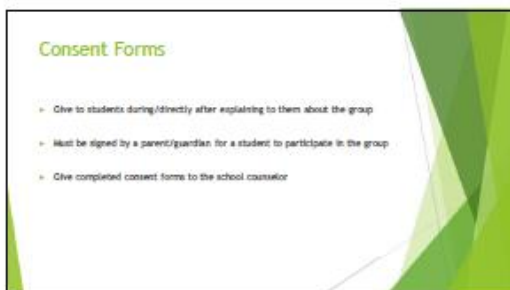 Consent Forms
Give to students during/directly after explaining to them about the group
Must be signed by a parent/guardian for a student to participate in the group
Give completed consent forms to the school counselor